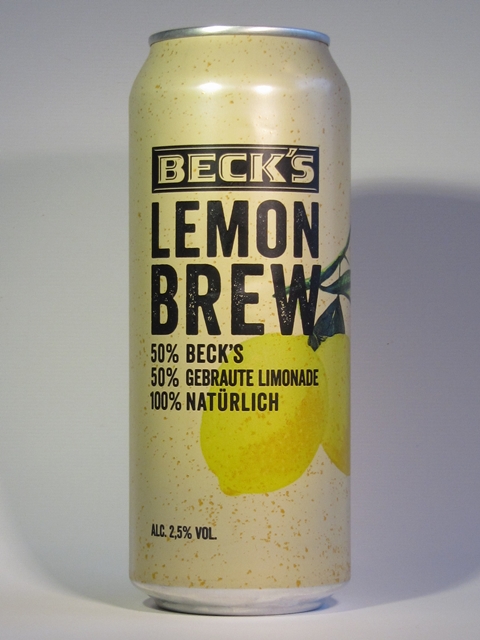 BECK'S
LEMON
BREW
50% BECK'S
50% GEBRAUTE LIMONADE
100% NATÜRLICH
ALC. 2,5% VOL.